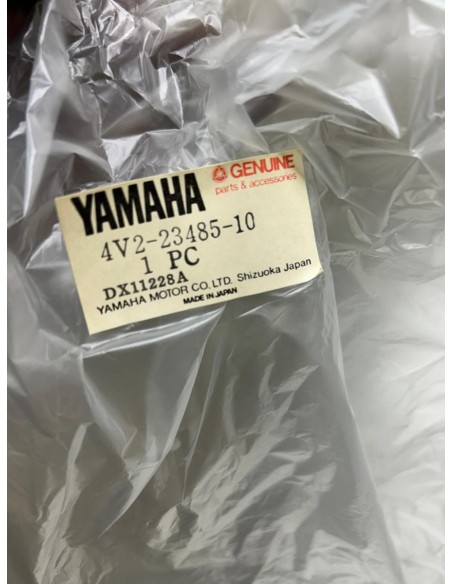 YAMAHA GENUINE
parts & accessories
4V2-23485-10
1 PC
DX11228A
YAMAHA MOTOR CO., LTD. Shizuoka Japan
MADE IN JAPAN